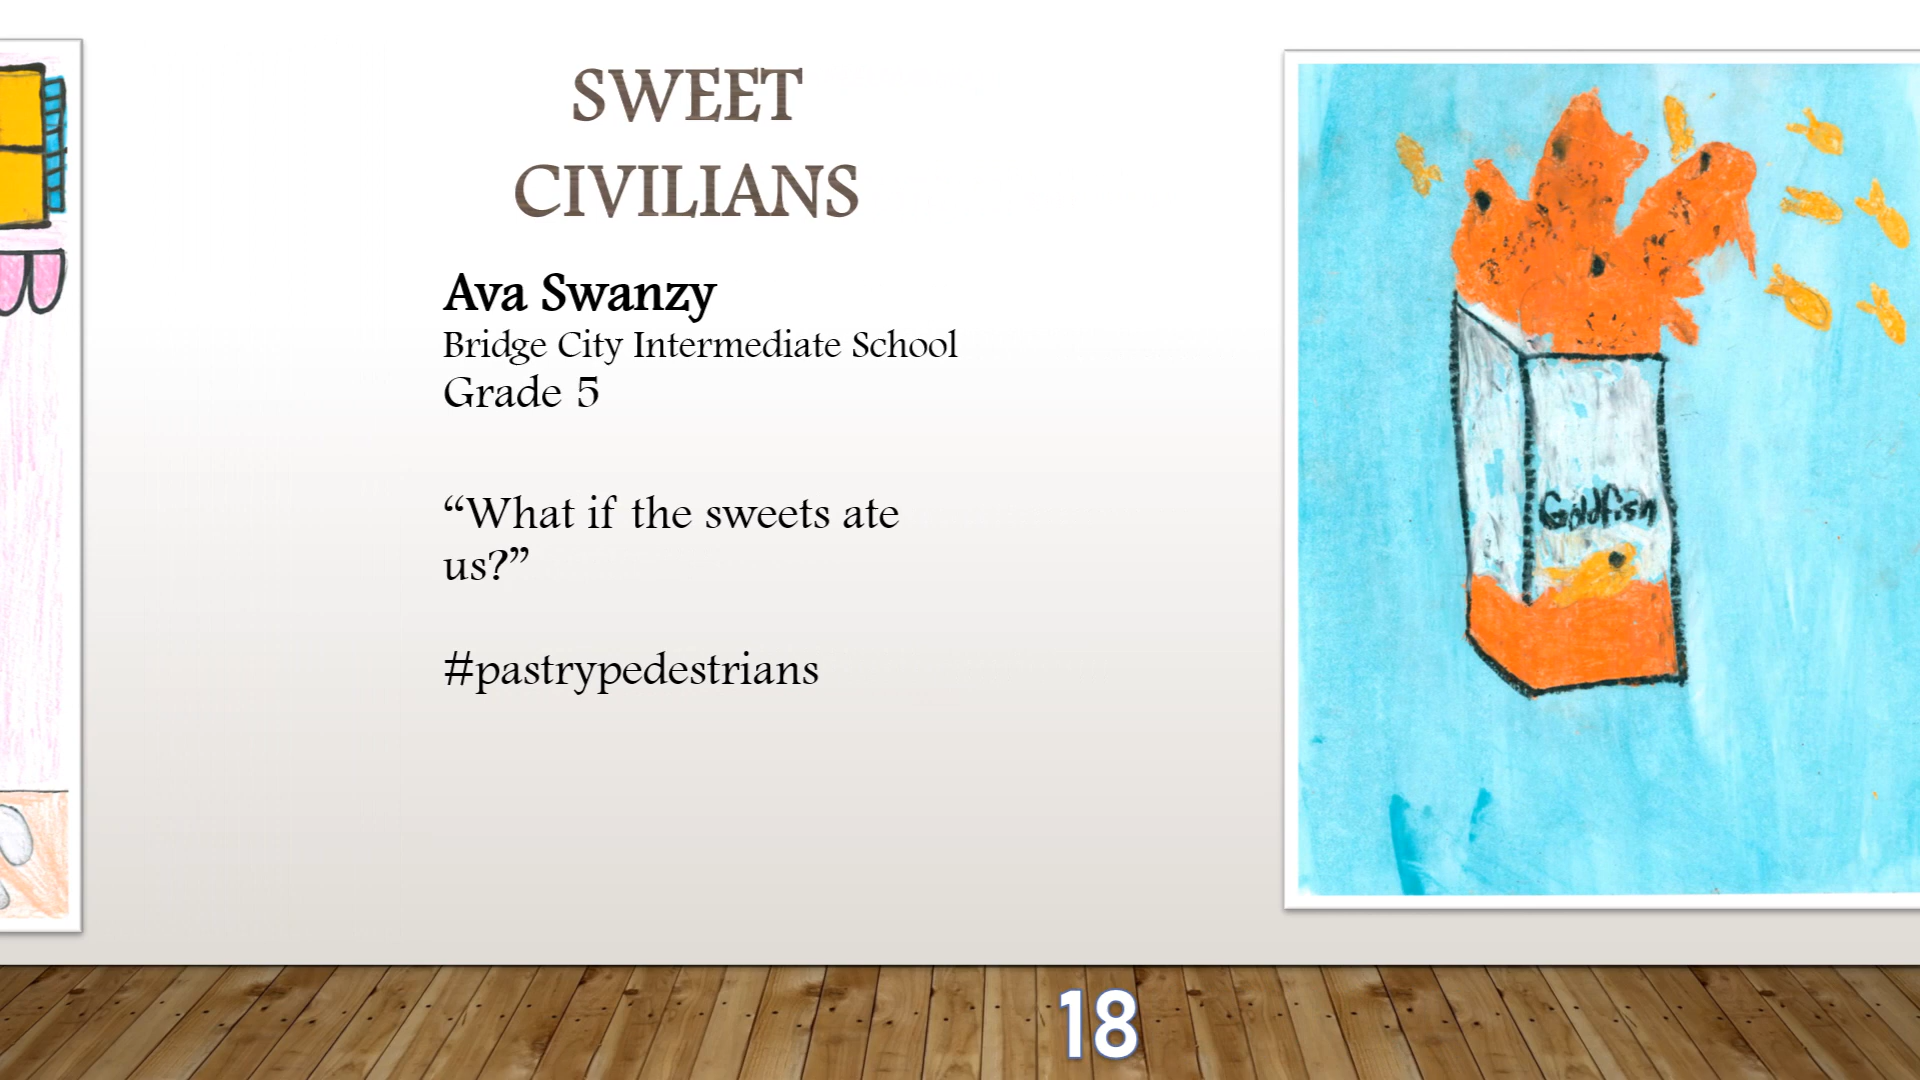 SWEET
CIVILIANS
Ava Swanzy
Bridge City Intermediate School
Grade 5
“What if the sweets ate
us?”
#pastrypedestrians
Goldfish
18